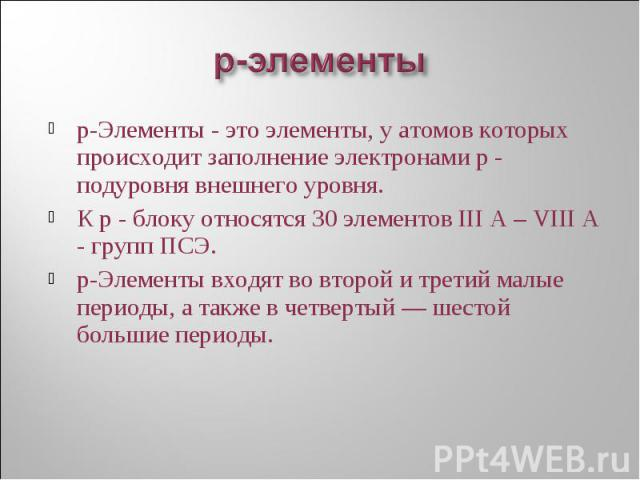 р-элементы
р-Элементы - это элементы, у атомов которых
происходит заполнение электронами р -
подуровня внешнего уровня.
К р - блоку относятся 30 элементов III А – VIII А
- групп ПСЭ.
р-Элементы входят во второй и третий малые
периоды, а также в четвертый — шестой
большие периоды.
PPt4WEB.ru